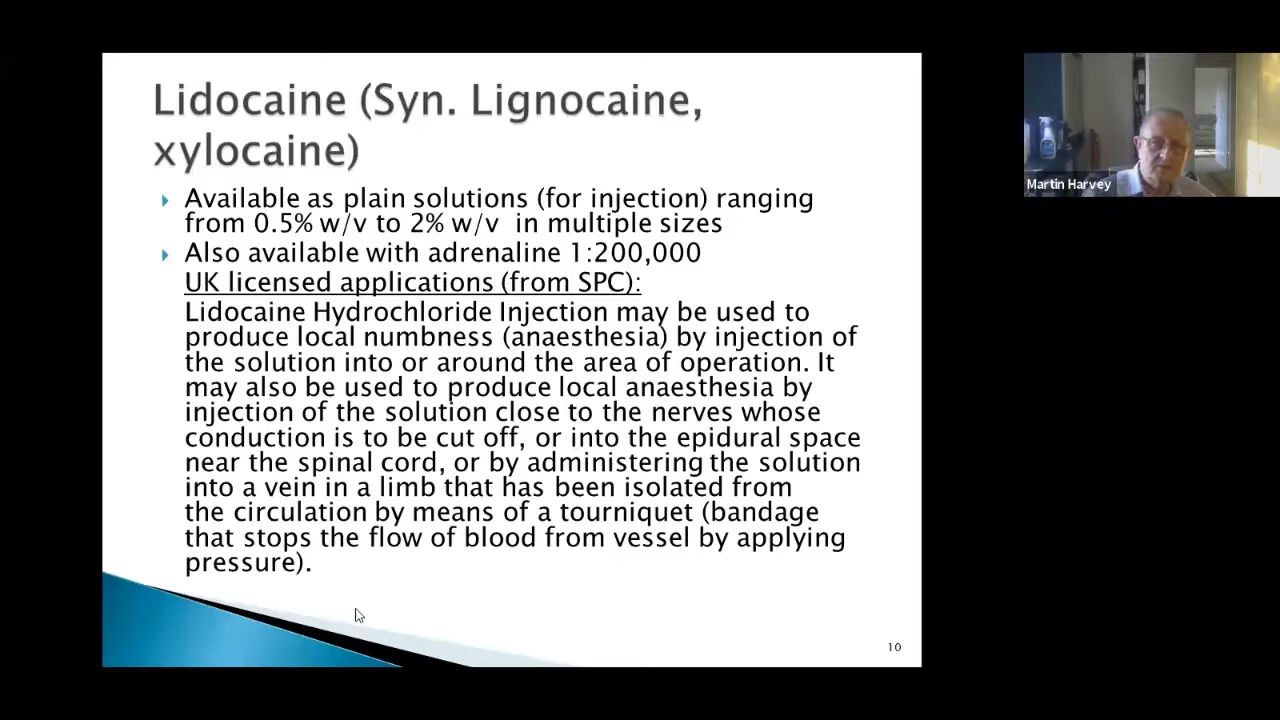 Lidocaine (Syn. Lignocaine,
xylocaine)
Available as plain solutions (for injection) ranging
from 0.5% w/v to 2% w/v in multiple sizes
Also available with adrenaline 1:200,000
UK licensed applications (from SPC):
Lidocaine Hydrochloride Injection may be used to
produce local numbness (anaesthesia) by injection of
the solution into or around the area of operation. It
may also be used to produce local anaesthesia by
injection of the solution close to the nerves whose
conduction is to be cut off, or into the epidural space
near the spinal cord, or by administering the solution
into a vein in a limb that has been isolated from
the circulation by means of a tourniquet (bandage
that stops the flow of blood from vessel by applying
pressure).
10
Martin Harvey